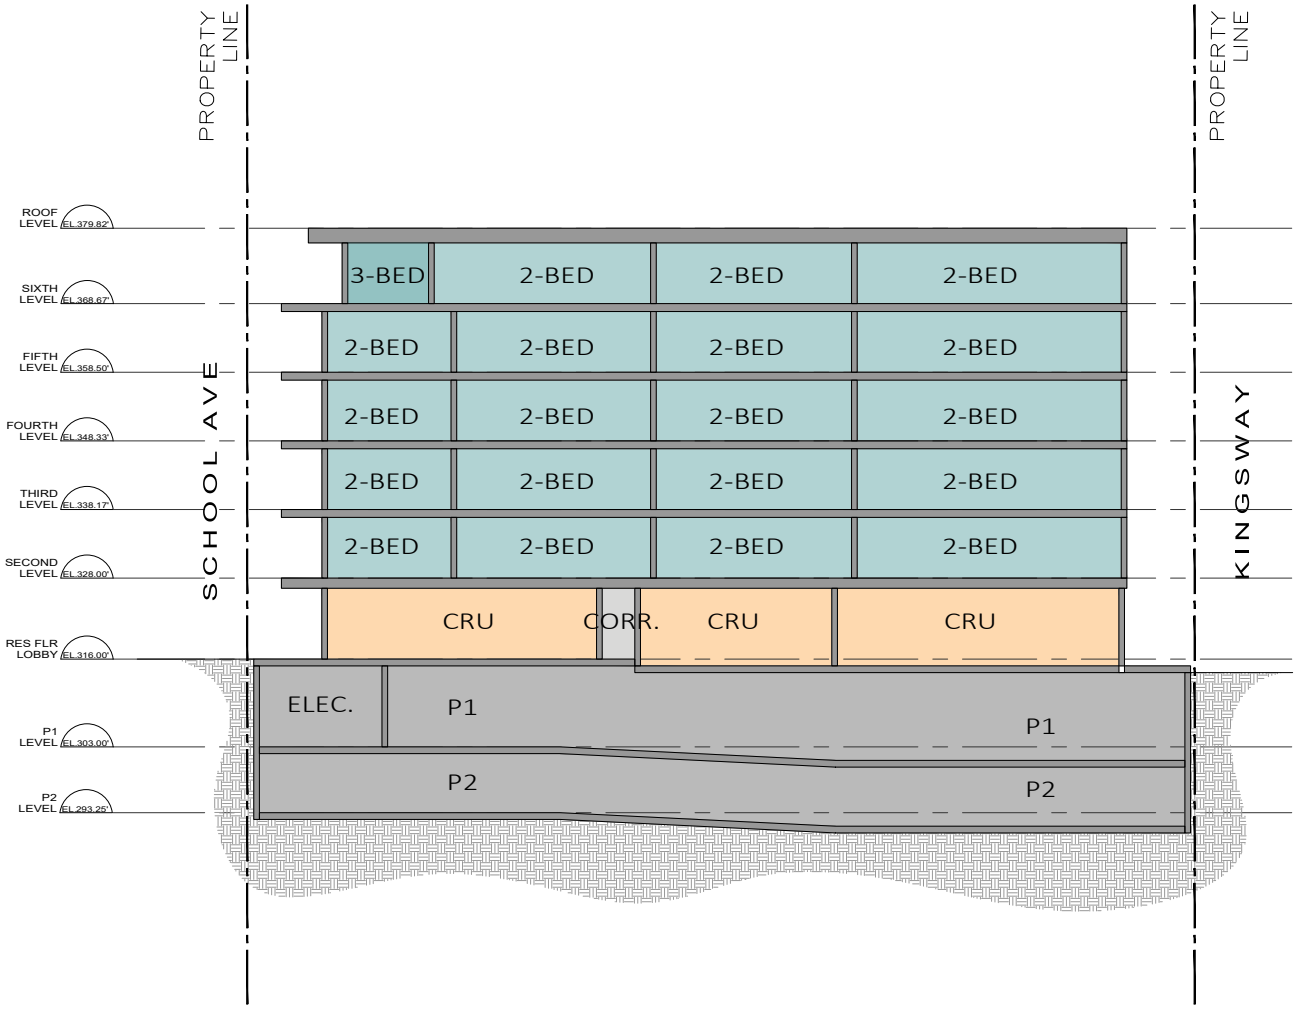 PROPERTY
LINE
PROPERTY
LINE
ROOF
LEVEL EL.379.82'
3-BED 2-BED 2-BED 2-BED
SIXTH
LEVEL EL.368.67'
2-BED 2-BED 2-BED 2-BED
FIFTH
LEVEL EL.358.50'
2-BED 2-BED 2-BED 2-BED
FOURTH
LEVEL EL.348.33'
2-BED 2-BED 2-BED 2-BED
THIRD
LEVEL EL.338.17'
2-BED 2-BED 2-BED 2-BED
SECOND
LEVEL EL.328.00'
SCHOOL AVE
KINGSWAY
CRU CORR. CRU CRU
RES FLR
LOBBY EL.316.00'
ELEC. P1 P1
P1
LEVEL EL.303.00'
P2 P2
P2
LEVEL EL.293.25'